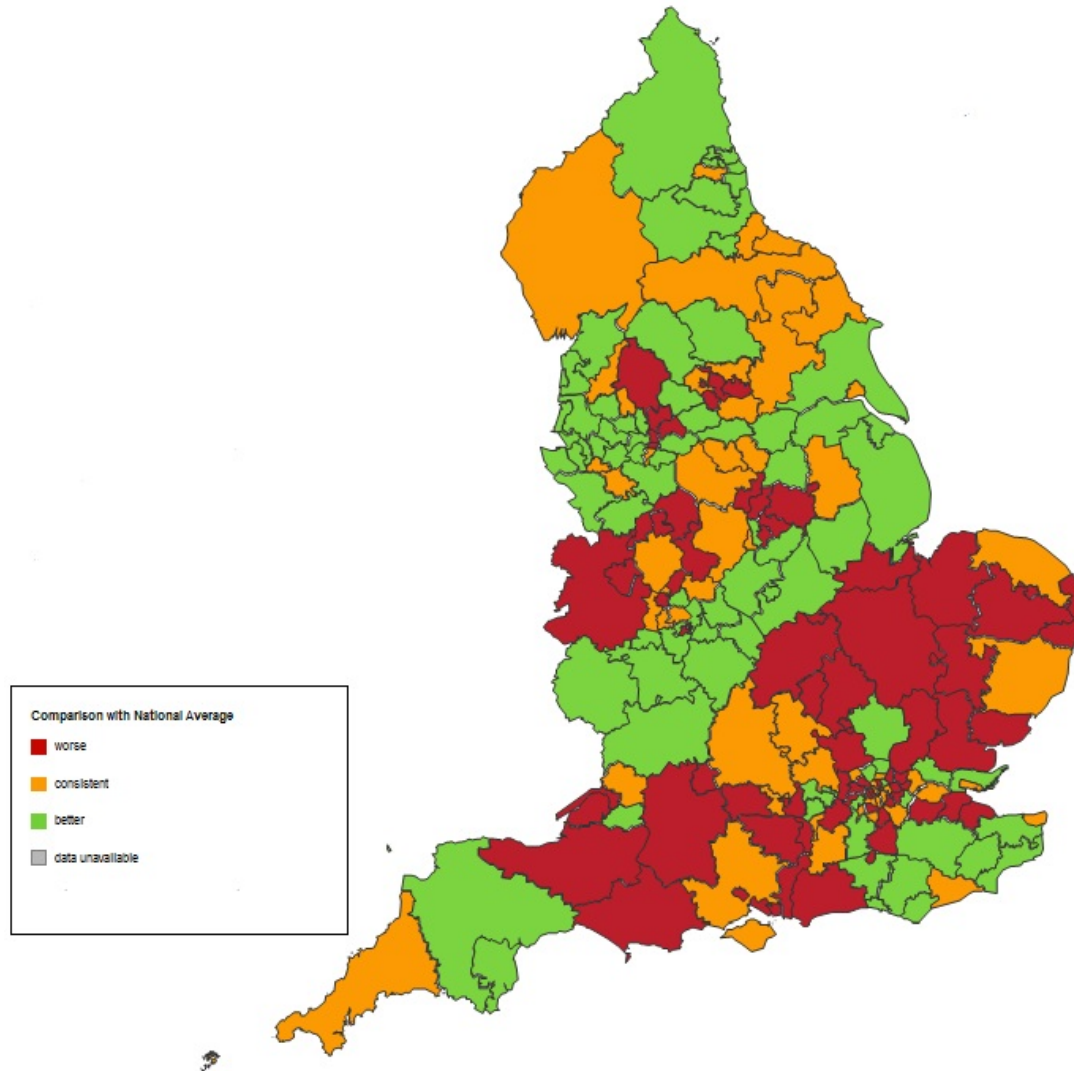 Comparison with National Average
worse
consistent
better
data unavailable